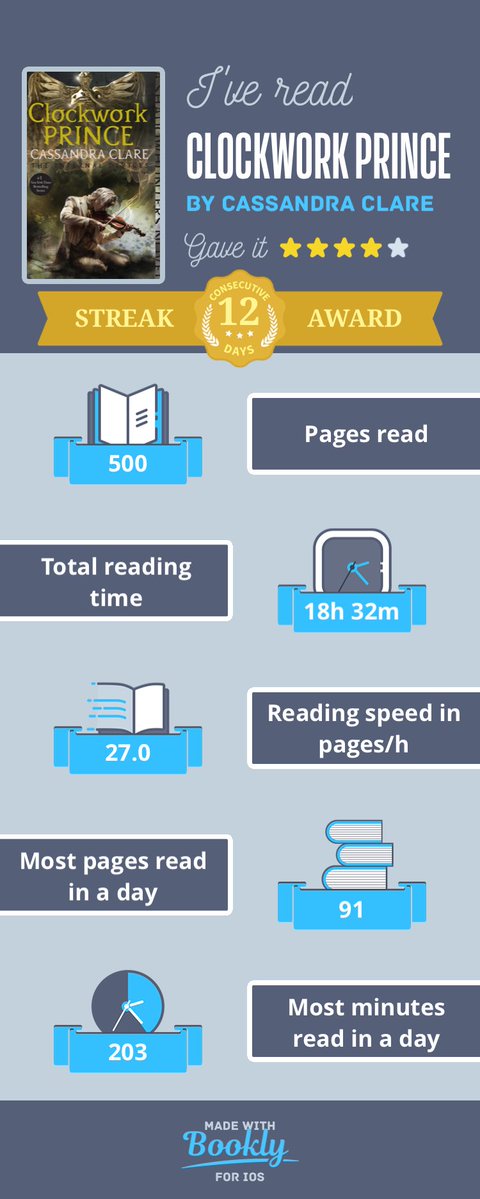 I've read
Clockwork
PRINCE
CASSANDRA CLARE
CLOCKWORK PRINCE
BY CASSANDRA CLARE
Gave it
STREAK
CONSECUTIVE
12
DAYS
AWARD
500
Pages read
Total reading
time
18h 32m
27.0
Reading speed in
pages/h
Most pages read
in a day
91
203
Most minutes
read in a day
MADE WITH
Bookly
FOR IOS